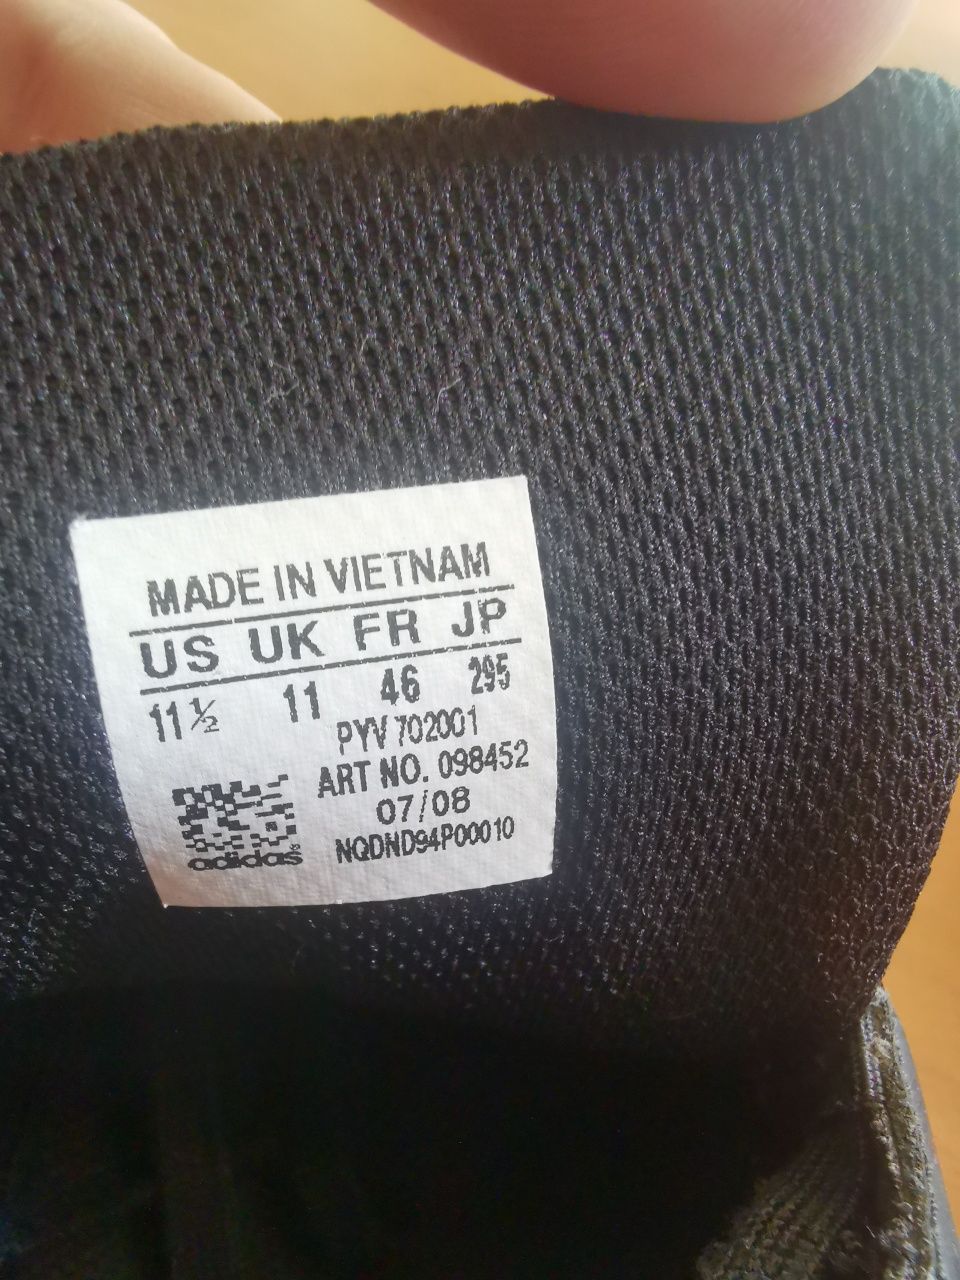 MADE IN VIETNAM
US UK FR JP
11½ 11 46 295
PYV 702001
ART NO. 098452
07/08
NQDND94P00010
adidas